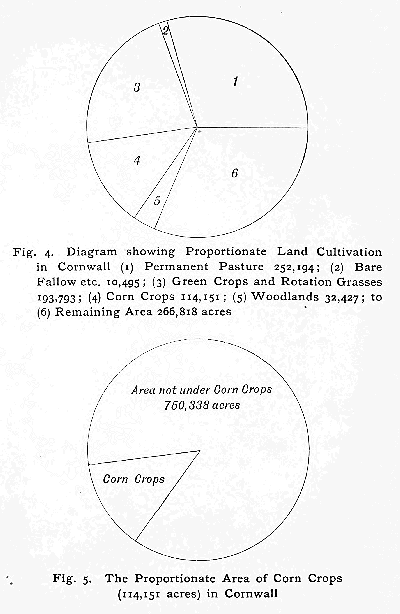 2
1
3
4
6
5
Fig. 4. Diagram showing Proportionate Land Cultivation
in Cornwall (1) Permanent Pasture 252,194; (2) Bare
Fallow etc. 10,495; (3) Green Crops and Rotation Grasses
193,793; (4) Corn Crops 114,151; (5) Woodlands 32,427; to
(6) Remaining Area 266,818 acres
Area not under Corn Crops
760,338 acres
Corn Crops
Fig. 5. The Proportionate Area of Corn Crops
(114,151 acres) in Cornwall